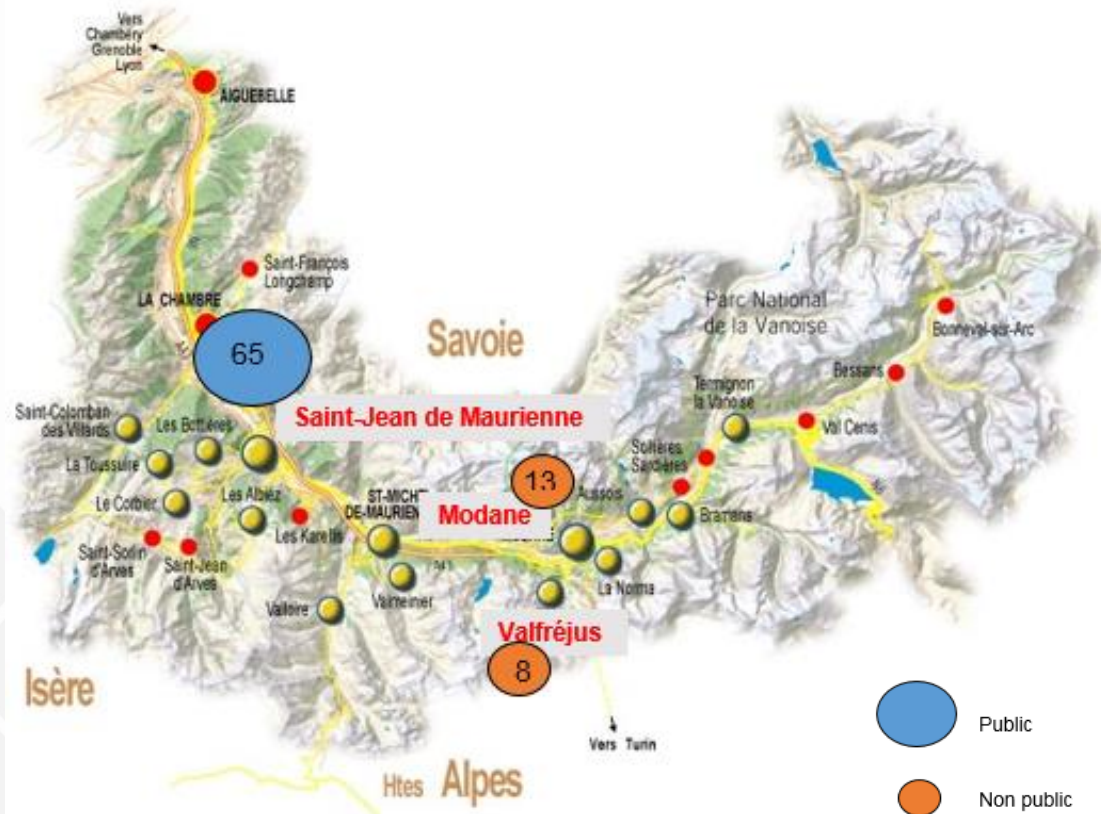 Vers
Chambéry
Grenoble
Lyon
AIGUEBELLE
Saint-François
Longchamp
LA CHAMBRE
65
Savoie
Parc National
de la Vanoise
Bonneval-sur-Arc
Bessans
Termignon
la Vanoise
Val Cenis
Saint-Colomban
des Villards
Les Bottières
Saint-Jean de Maurienne
La Toussuire
Sollières
Sardières
13
Aussois
Le Corbier
Les Albiez
Les Karellis
ST-MICH
DE-MAURIEN
Modane
Bramans
Saint-Sorlin
d'Arves
Saint-Jean
d'Arves
La Norma
Valmeinier
Valloire
Valfréjus
8
Isère
Public
Vers Turin
Htes Alpes
Non public